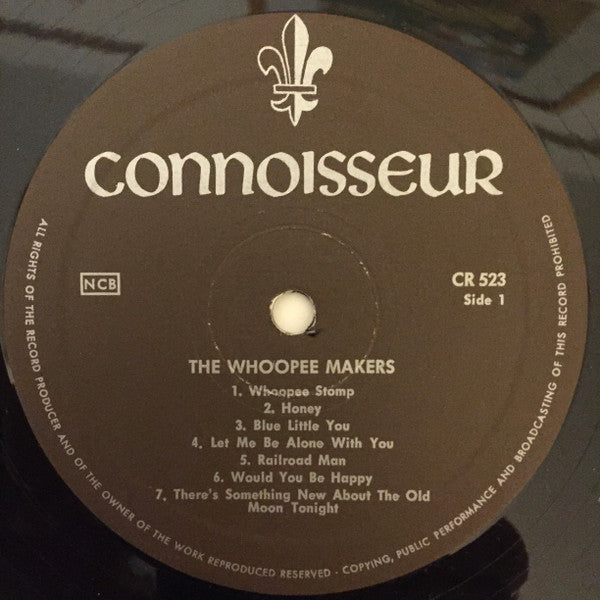 CONNOISSEUR
NCB
CR 523
Side 1
THE WHOOPEE MAKERS
1. Whoopee Stomp
2. Honey
3. Blue Little You
4. Let Me Be Alone With You
5. Railroad Man
6. Would You Be Happy
7. There's Something New About The Old
Moon Tonight
ALL RIGHTS OF THE RECORD PRODUCER AND OF THE OWNER OF THE WORK REPRODUCED RESERVED - COPYING, PUBLIC PERFORMANCE AND BROADCASTING OF THIS RECORD PROHIBITED